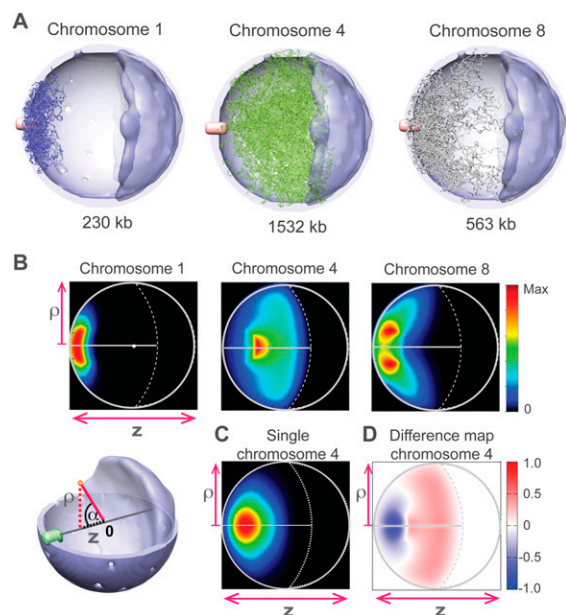 A
Chromosome 1
Chromosome 4
Chromosome 8
230 kb
1532 kb
563 kb
B
Chromosome 1
Chromosome 4
Chromosome 8
ρ
Max
0
z
z
C
Single
chromosome 4
D
Difference map
chromosome 4
ρ
α
z
0
ρ
ρ
1.0
0.5
0
-0.5
-1.0
z
z